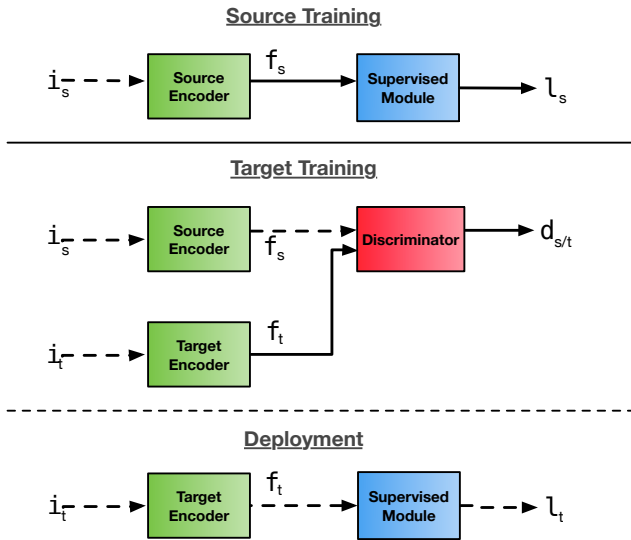 Source Training
i_s
Source
Encoder
f_s
Supervised
Module
l_s
Target Training
i_s
Source
Encoder
f_s
Discriminator
d_s/t
i_t
Target
Encoder
f_t
Deployment
i_t
Target
Encoder
f_t
Supervised
Module
l_t